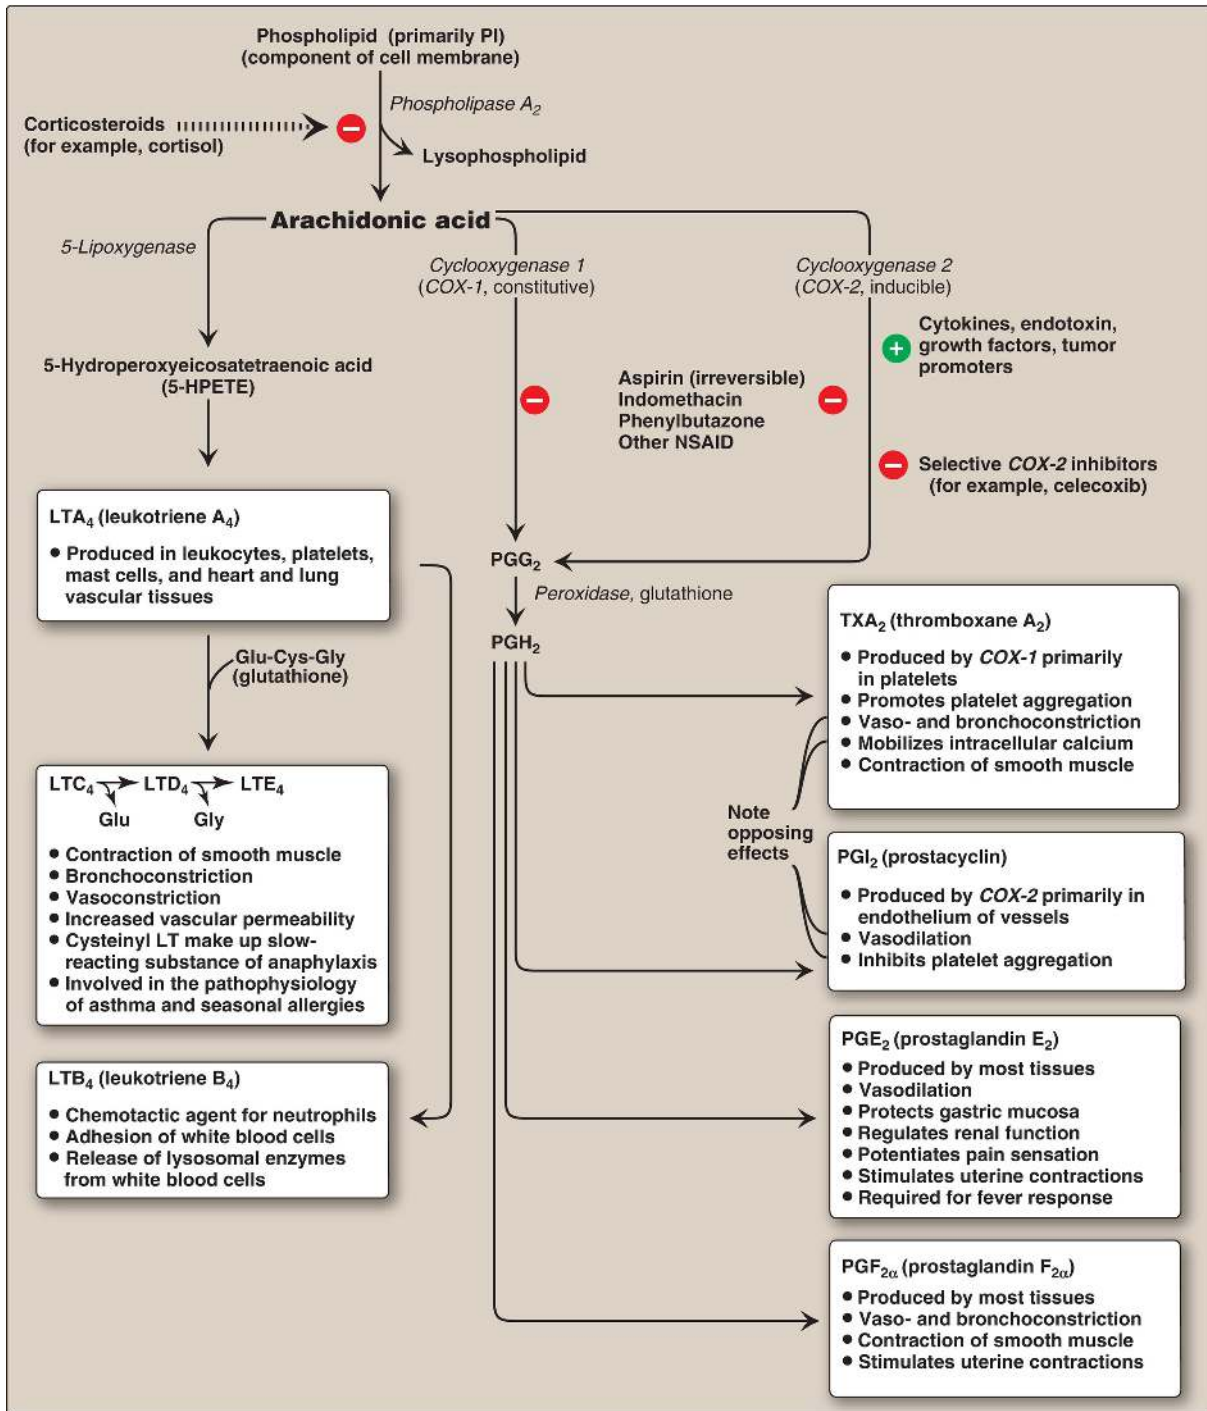 Phospholipid (primarily PI)
(component of cell membrane)
Phospholipase A₂
Corticosteroids
(for example, cortisol)
Lysophospholipid
Arachidonic acid
5-Lipoxygenase
Cyclooxygenase 1
(COX-1, constitutive)
Cyclooxygenase 2
(COX-2, inducible)
Cytokines, endotoxin,
growth factors, tumor
promoters
5-Hydroperoxyeicosatetraenoic acid
(5-HPETE)
Aspirin (irreversible)
Indomethacin
Phenylbutazone
Other NSAID
Selective COX-2 inhibitors
(for example, celecoxib)
LTA₄ (leukotriene A₄)
• Produced in leukocytes, platelets,
mast cells, and heart and lung
vascular tissues
PGG₂
Peroxidase, glutathione
PGH₂
Glu-Cys-Gly
(glutathione)
TXA₂ (thromboxane A₂)
• Produced by COX-1 primarily
in platelets
• Promotes platelet aggregation
• Vaso- and bronchoconstriction
• Mobilizes intracellular calcium
• Contraction of smooth muscle
LTC₄ LTD₄ LTE₄
Glu Gly
• Contraction of smooth muscle
• Bronchoconstriction
• Vasoconstriction
• Increased vascular permeability
• Cysteinyl LT make up slow-
reacting substance of anaphylaxis
• Involved in the pathophysiology
of asthma and seasonal allergies
Note
opposing
effects
PGI₂ (prostacyclin)
• Produced by COX-2 primarily in
endothelium of vessels
• Vasodilation
• Inhibits platelet aggregation
LTB₄ (leukotriene B₄)
• Chemotactic agent for neutrophils
• Adhesion of white blood cells
• Release of lysosomal enzymes
from white blood cells
PGE₂ (prostaglandin E₂)
• Produced by most tissues
• Vasodilation
• Protects gastric mucosa
• Regulates renal function
• Potentiates pain sensation
• Stimulates uterine contractions
• Required for fever response
PGF₂α (prostaglandin F₂α)
• Produced by most tissues
• Vaso- and bronchoconstriction
• Contraction of smooth muscle
• Stimulates uterine contractions